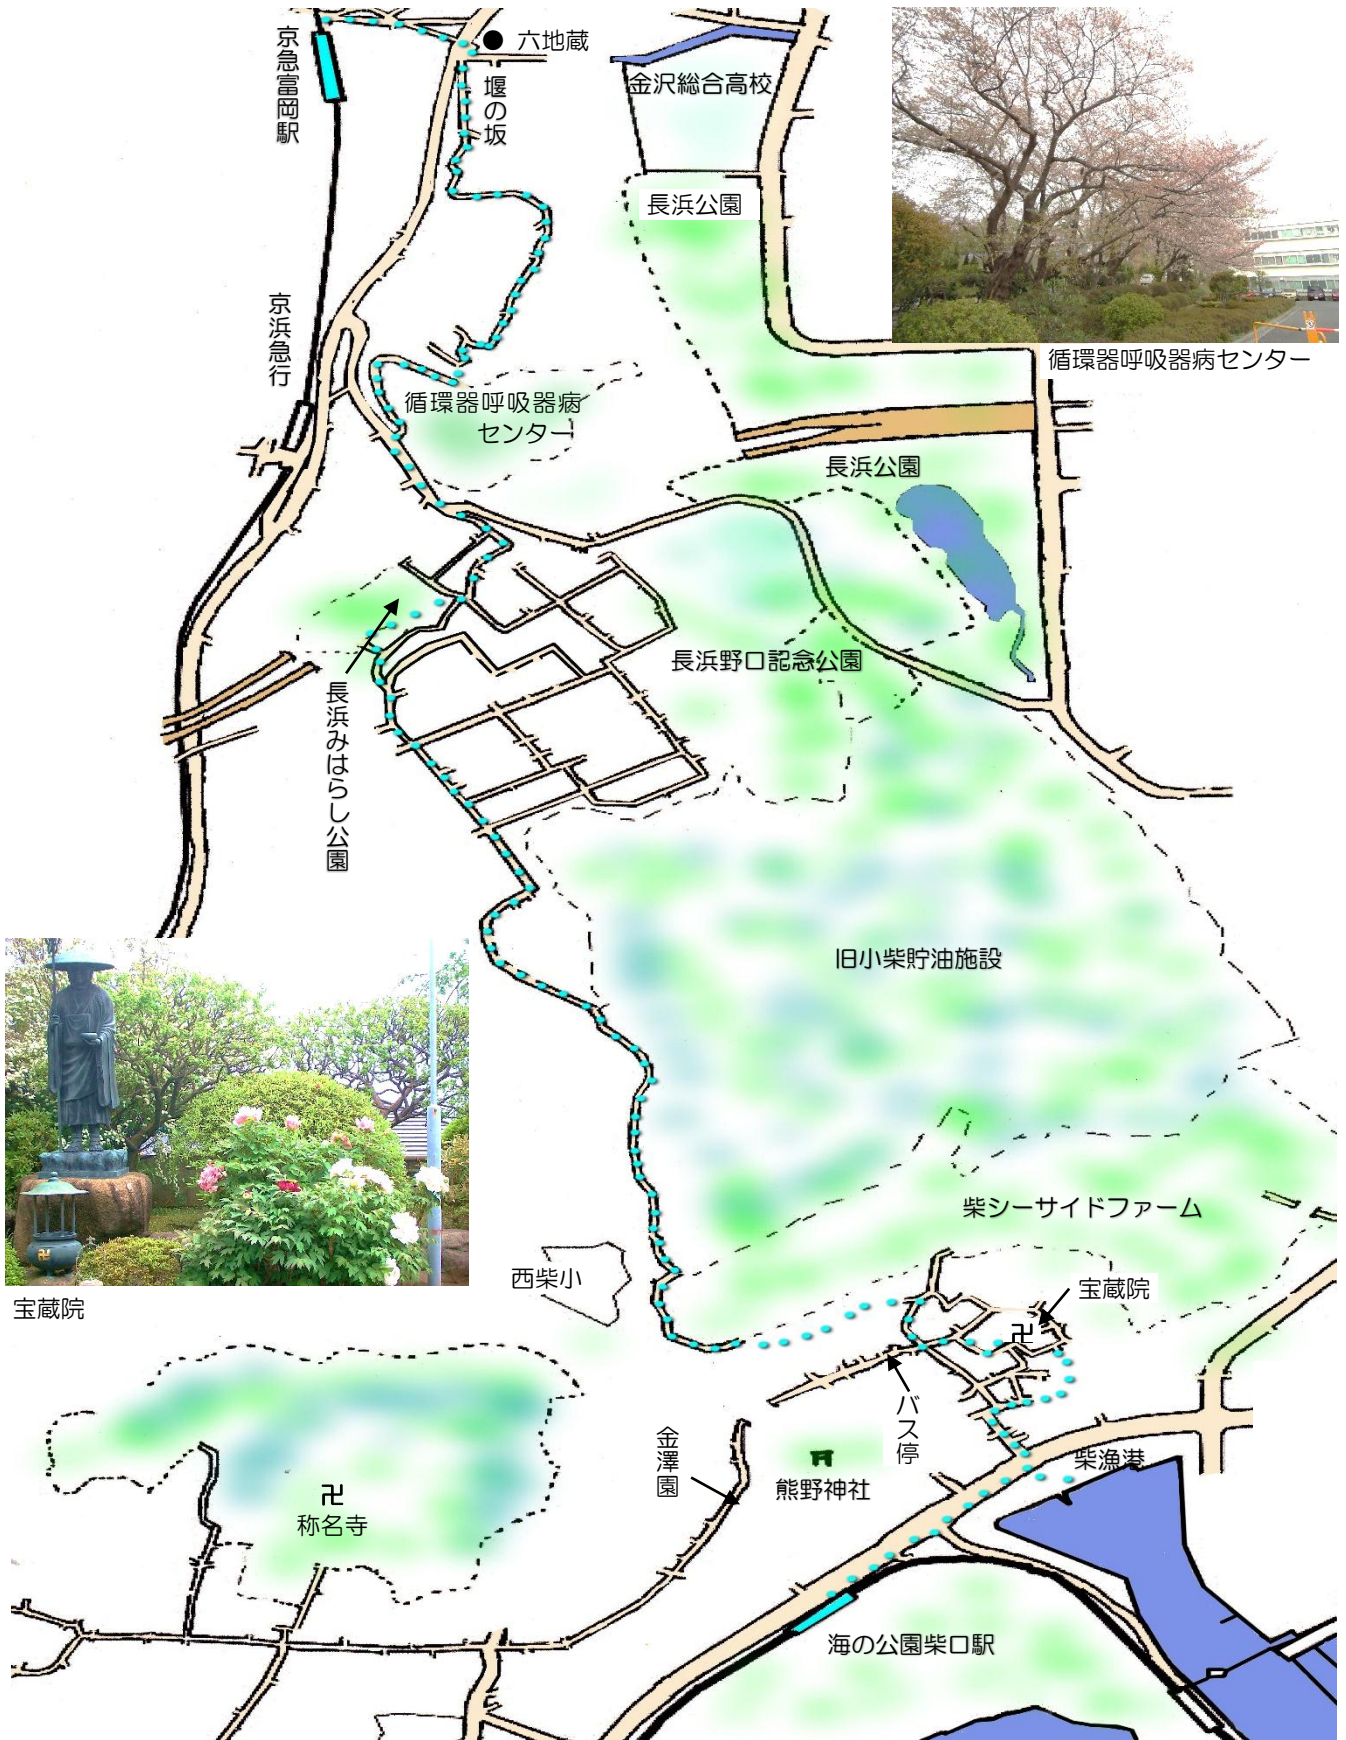 六地蔵
京急富岡駅
堰の坂
金沢総合高校
長浜公園
京浜急行
循環器呼吸器病センター
循環器呼吸器病
センター
長浜公園
長浜野口記念公園
長浜みはらし公園
旧小柴貯油施設
柴シーサイドファーム
西柴小
宝蔵院
宝蔵院
卍
バス停
金澤園
柴漁港
熊野神社
卍
称名寺
海の公園柴口駅